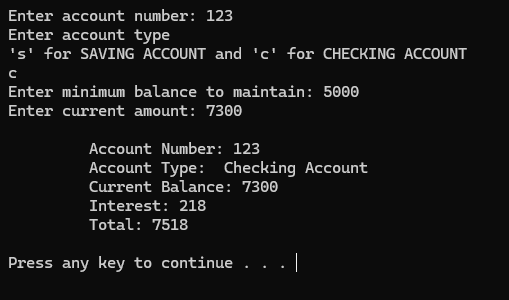 Enter account number: 123
Enter account type
's' for SAVING ACCOUNT and 'c' for CHECKING ACCOUNT
c
Enter minimum balance to maintain: 5000
Enter current amount: 7300
Account Number: 123
Account Type:  Checking Account
Current Balance: 7300
Interest: 218
Total: 7518
Press any key to continue . . .